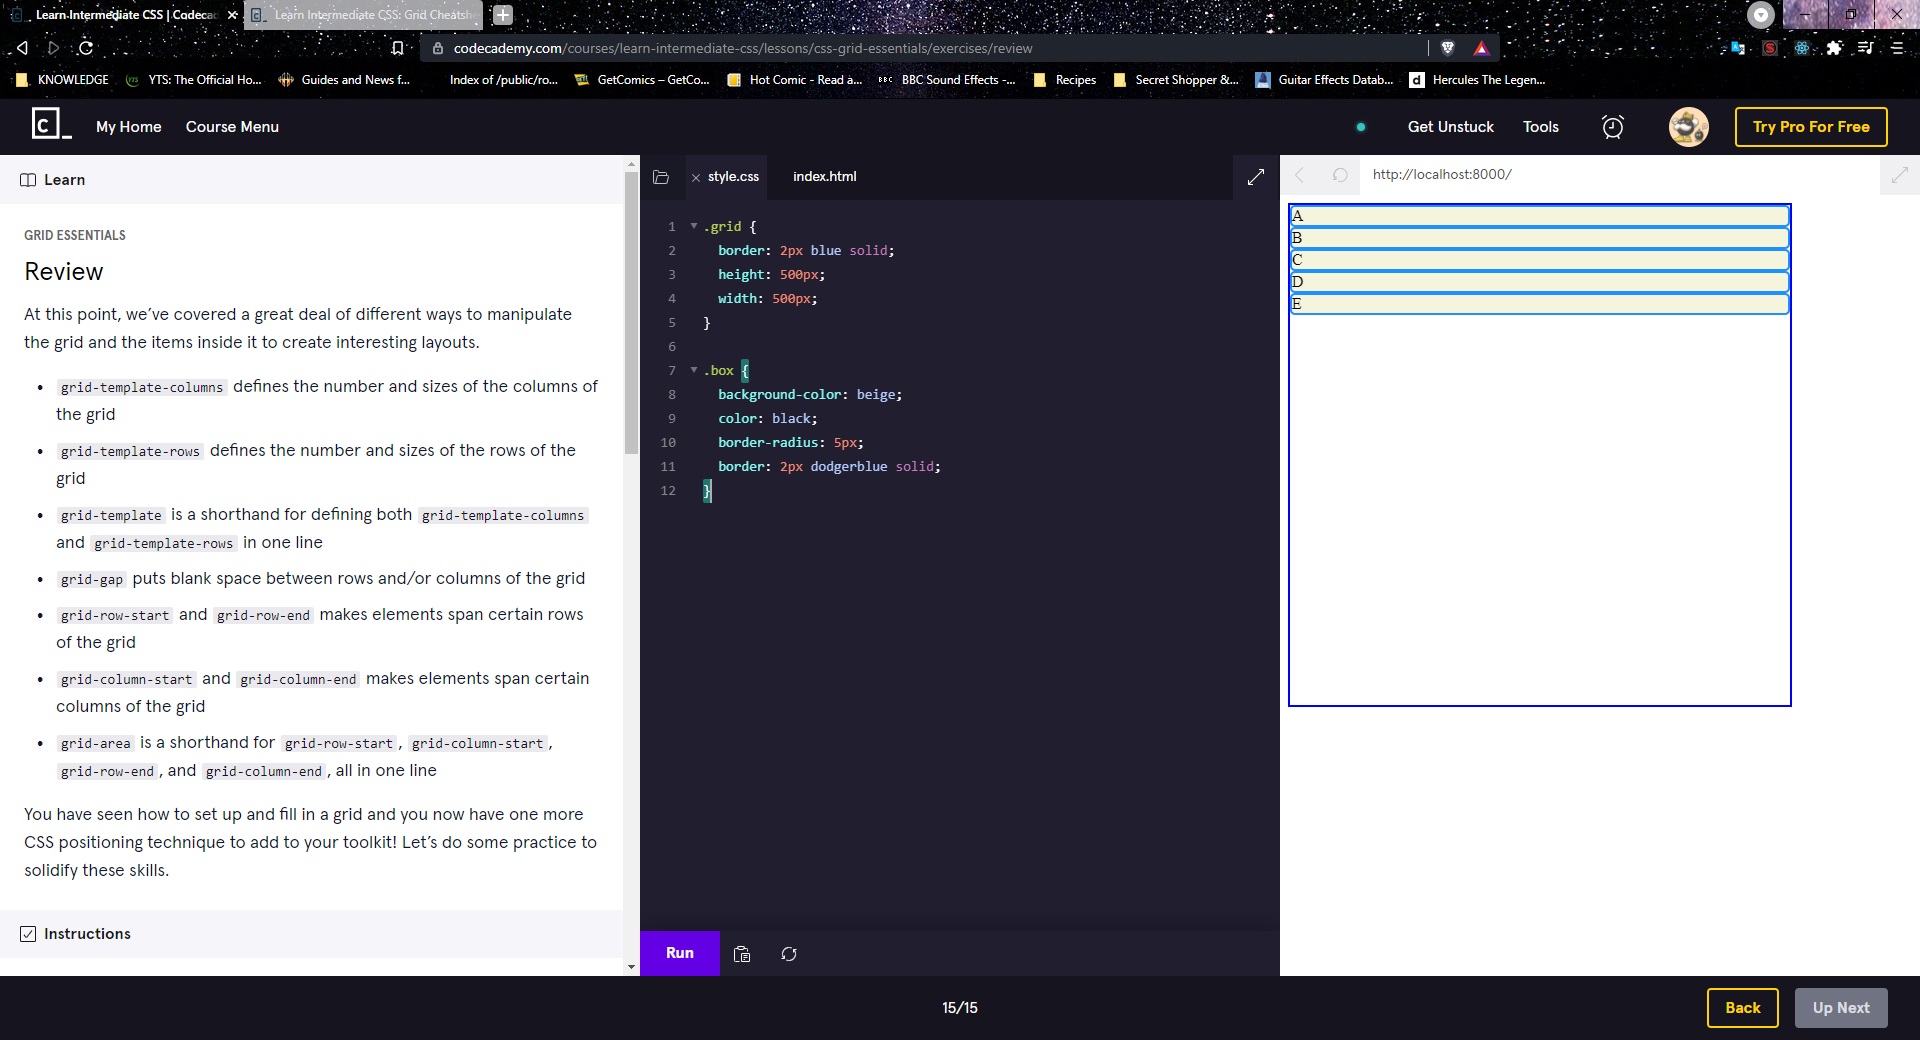 Learn Intermediate CSS | Codecac
Learn Intermediate CSS: Grid Cheatsh
codecademy.com/courses/learn-intermediate-css/lessons/css-grid-essentials/exercises/review
KNOWLEDGE
YTS: The Official Ho...
Guides and News f...
Index of /public/ro...
GetComics – GetCo...
Hot Comic - Read a...
BBC
BBC Sound Effects -...
Recipes
Secret Shopper &...
Guitar Effects Datab...
d
Hercules The Legen...
c_
My Home
Course Menu
Get Unstuck
Tools
Try Pro For Free
Learn
GRID ESSENTIALS
Review
At this point, we’ve covered a great deal of different ways to manipulate
the grid and the items inside it to create interesting layouts.
• grid-template-columns defines the number and sizes of the columns of
the grid
• grid-template-rows defines the number and sizes of the rows of the
grid
• grid-template is a shorthand for defining both grid-template-columns
and grid-template-rows in one line
• grid-gap puts blank space between rows and/or columns of the grid
• grid-row-start and grid-row-end makes elements span certain rows
of the grid
• grid-column-start and grid-column-end makes elements span certain
columns of the grid
• grid-area is a shorthand for grid-row-start, grid-column-start,
grid-row-end, and grid-column-end, all in one line
You have seen how to set up and fill in a grid and you now have one more
CSS positioning technique to add to your toolkit! Let’s do some practice to
solidify these skills.
Instructions
style.css
index.html
1 .grid {
2 border: 2px blue solid;
3 height: 500px;
4 width: 500px;
5 }
6
7 .box {
8 background-color: beige;
9 color: black;
10 border-radius: 5px;
11 border: 2px dodgerblue solid;
12 }
Run
http://localhost:8000/
A
B
C
D
E
15/15
Back
Up Next